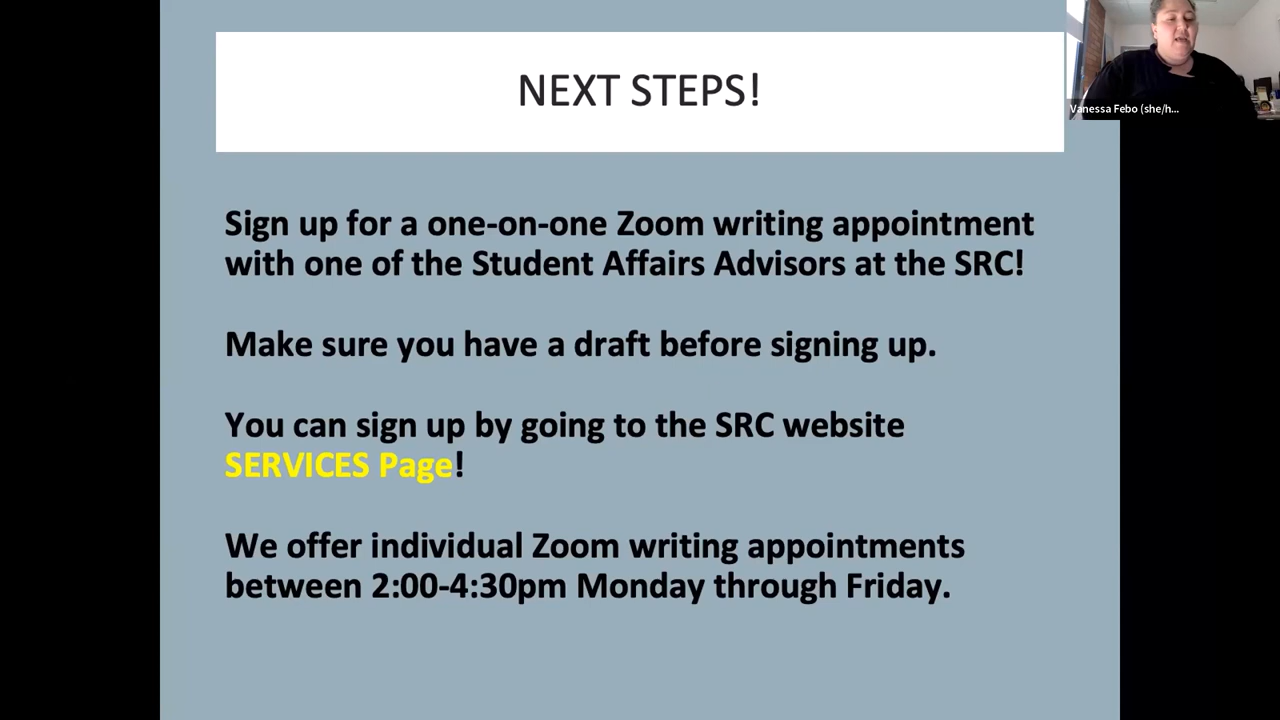 NEXT STEPS!
Vanessa Febo (she/h...
Sign up for a one-on-one Zoom writing appointment
with one of the Student Affairs Advisors at the SRC!
Make sure you have a draft before signing up.
You can sign up by going to the SRC website
SERVICES Page!
We offer individual Zoom writing appointments
between 2:00-4:30pm Monday through Friday.